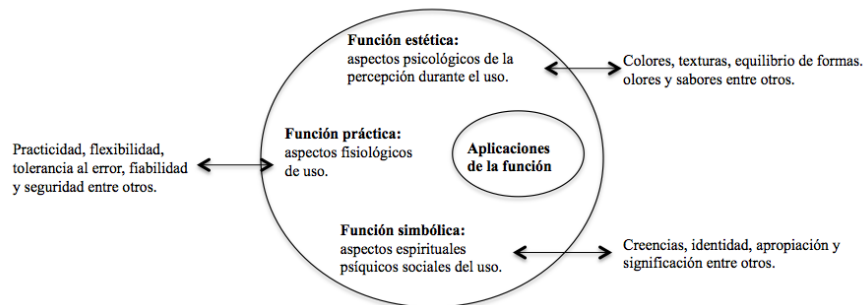 Función estética:
aspectos psicológicos de la
percepción durante el uso.
Colores, texturas, equilibrio de formas.
olores y sabores entre otros.
Función práctica:
aspectos fisiológicos
de uso.
Practicidad, flexibilidad,
tolerancia al error, fiabilidad
y seguridad entre otros.
Aplicaciones
de la función
Función simbólica:
aspectos espirituales
psíquicos sociales del uso.
Creencias, identidad, apropiación y
significación entre otros.